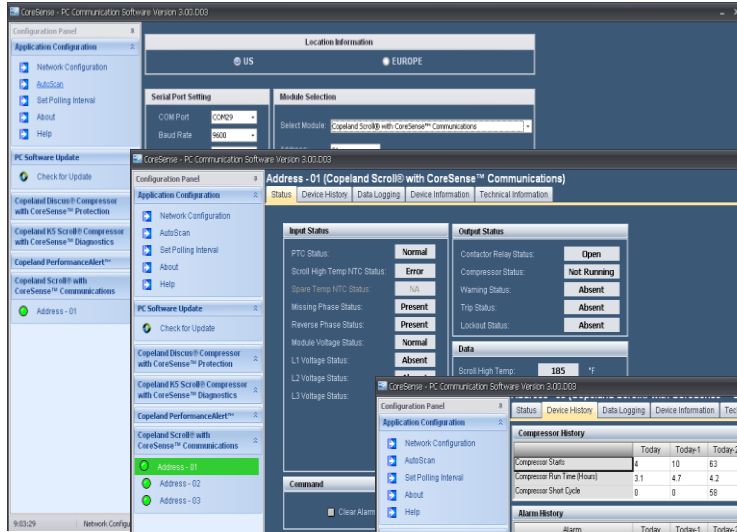 CoreSense - PC Communication Software Version 3.00.D03
Configuration Panel
Application Configuration
Network Configuration
AutoScan
Set Polling Interval
About
Help
PC Software Update
Check for Update
Copeland Discus® Compressor
with CoreSense™ Protection
Copeland K5 Scroll® Compressor
with CoreSense™ Diagnostics
Copeland PerformanceAlert™
Copeland Scroll® with
CoreSense™ Communications
Address - 01
9:03:29 Network Configu
Location Information
US EUROPE
Serial Port Setting
COM Port COM29
Baud Rate 9600
Module Selection
Select Module: Copeland Scroll® with CoreSense™ Communications
CoreSense - PC Communication Software Version 3.00.D03
Configuration Panel
Application Configuration
Network Configuration
AutoScan
Set Polling Interval
About
Help
PC Software Update
Check for Update
Copeland Discus® Compressor
with CoreSense™ Protection
Copeland K5 Scroll® Compressor
with CoreSense™ Diagnostics
Copeland PerformanceAlert™
Copeland Scroll® with
CoreSense™ Communications
Address - 01
Address - 02
Address - 03
Address - 01 (Copeland Scroll® with CoreSense™ Communications)
Status Device History Data Logging Device Information Technical Information
Input Status
PTC Status: Normal
Scroll High Temp NTC Status: Error
Spare Temp NTC Status: NA
Missing Phase Status: Present
Reverse Phase Status: Present
Module Voltage Status: Normal
L1 Voltage Status: Absent
L2 Voltage Status:
L3 Voltage Status:
Command
Clear Alarm
Output Status
Contactor Relay Status: Open
Compressor Status: Not Running
Warning Status: Absent
Trip Status: Absent
Lockout Status: Absent
Data
Scroll High Temp: 185 °F
CoreSense - PC Communication Software Version 3.00.D03
Configuration Panel
Application Configuration
Network Configuration
AutoScan
Set Polling Interval
About
Help
Status Device History Data Logging Device Information Tec
Compressor History
Today Today-1 Today-2
Compressor Starts 4 10 63
Compressor Run Time (Hours) 3.1 4.7 4.2
Compressor Short Cycle 0 0 58
Alarm History
Alarm Today Today-1 Today-2